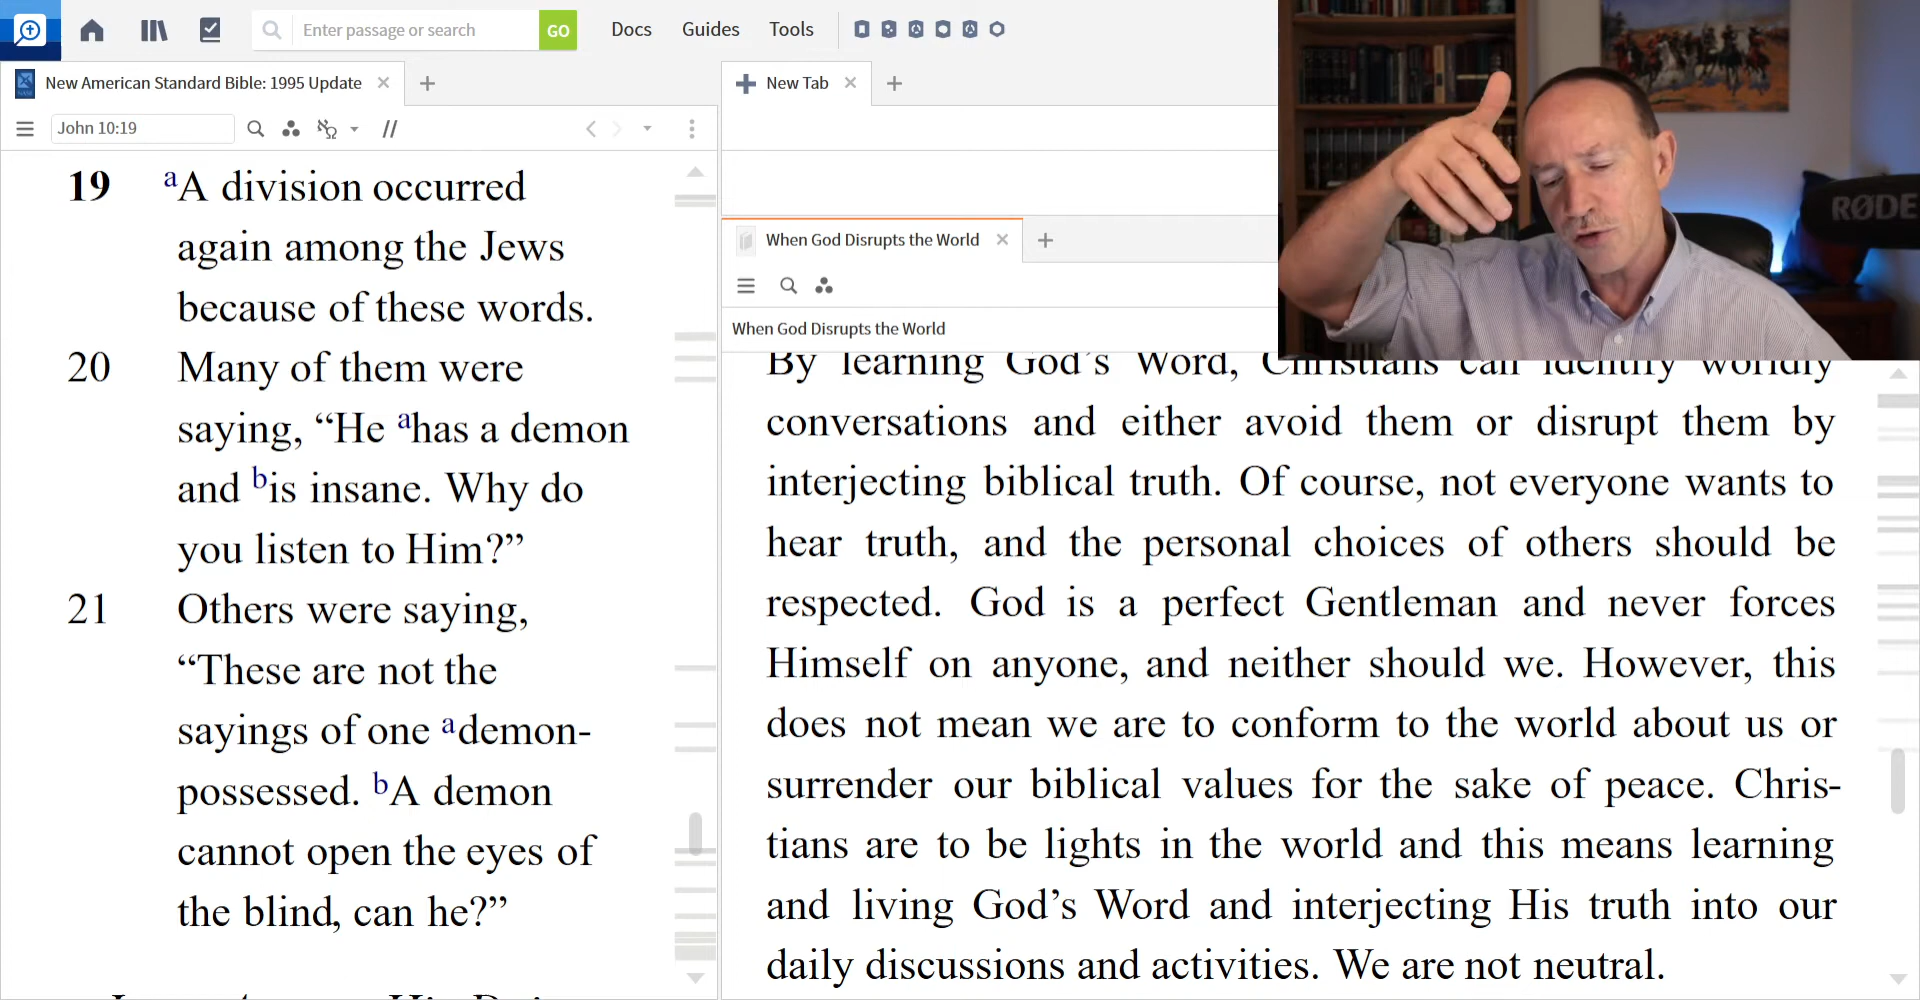 Enter passage or search
GO
Docs
Guides
Tools
New American Standard Bible: 1995 Update
John 10:19
19 aA division occurred
again among the Jews
because of these words.
20 Many of them were
saying, “He ahas a demon
and bis insane. Why do
you listen to Him?”
21 Others were saying,
“These are not the
sayings of one ademon-
possessed. bA demon
cannot open the eyes of
the blind, can he?”
New Tab
When God Disrupts the World
When God Disrupts the World
By learning God’s Word, Christians can identify worldly
conversations and either avoid them or disrupt them by
interjecting biblical truth. Of course, not everyone wants to
hear truth, and the personal choices of others should be
respected. God is a perfect Gentleman and never forces
Himself on anyone, and neither should we. However, this
does not mean we are to conform to the world about us or
surrender our biblical values for the sake of peace. Chris-
tians are to be lights in the world and this means learning
and living God’s Word and interjecting His truth into our
daily discussions and activities. We are not neutral.
RØDE